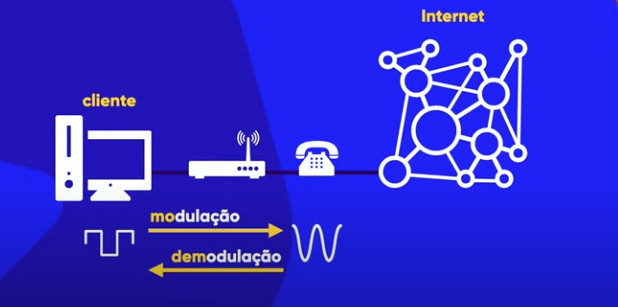 Internet
cliente
modulação
demodulação